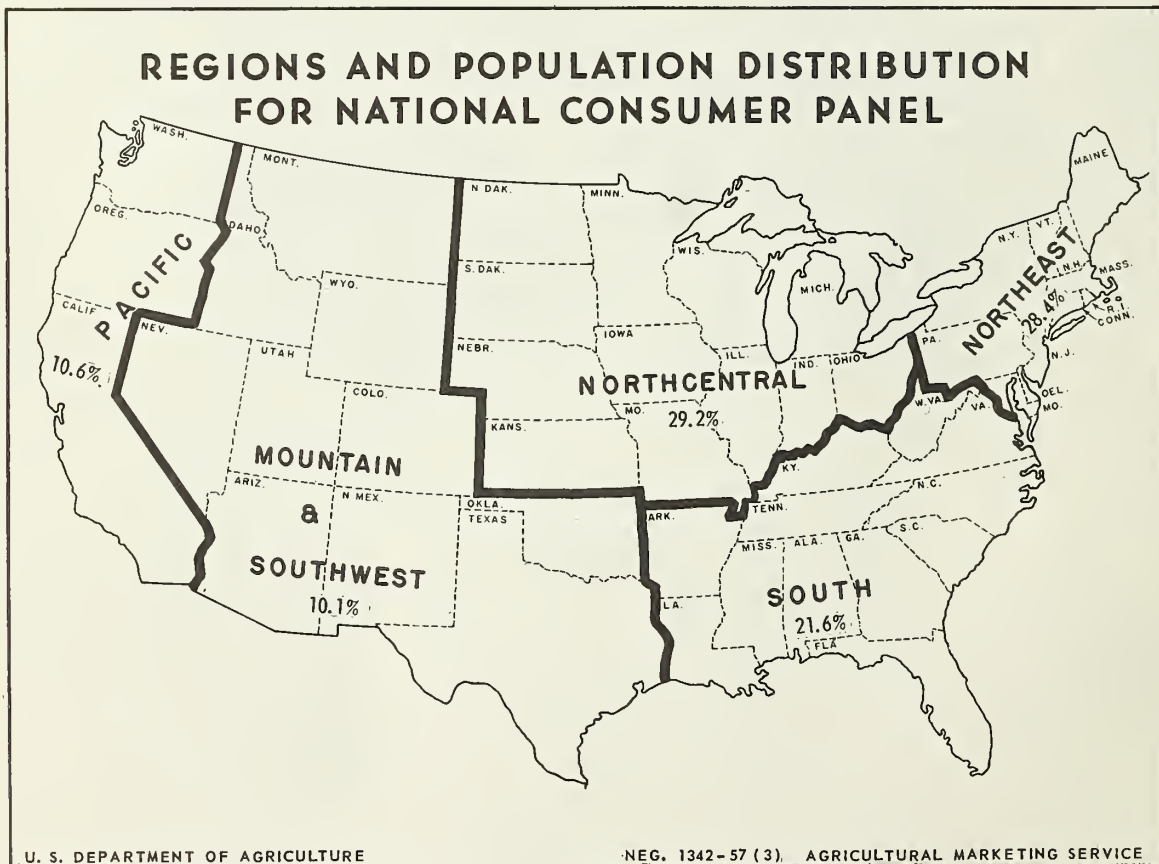 REGIONS AND POPULATION DISTRIBUTION
FOR NATIONAL CONSUMER PANEL
WASH.
MONT.
N DAK.
MINN.
MAINE
OREG.
DAHO
WIS.
N.Y.
VT.
PACIFIC
S. DAK.
MICH.
N.H.
MASS.
NORTHEAST
28.4%
R.I.
CONN.
WYO.
CALIF
NEV.
IOWA
PA.
UTAH
NEBR.
ILL.
IND.
OHIO
N.J.
10.6%
NORTHCENTRAL
29.2%
COLO.
MO.
W.VA.
VA.
DEL.
MO.
KANS.
KY.
MOUNTAIN
&
SOUTHWEST
10.1%
ARIZ.
N MEX.
OKLA.
TEXAS
ARK.
TENN.
N.C.
S.C.
MISS.
ALA.
GA.
SOUTH
21.6%
LA.
FLA
U. S. DEPARTMENT OF AGRICULTURE
NEG. 1342-57 (3), AGRICULTURAL MARKETING SERVICE